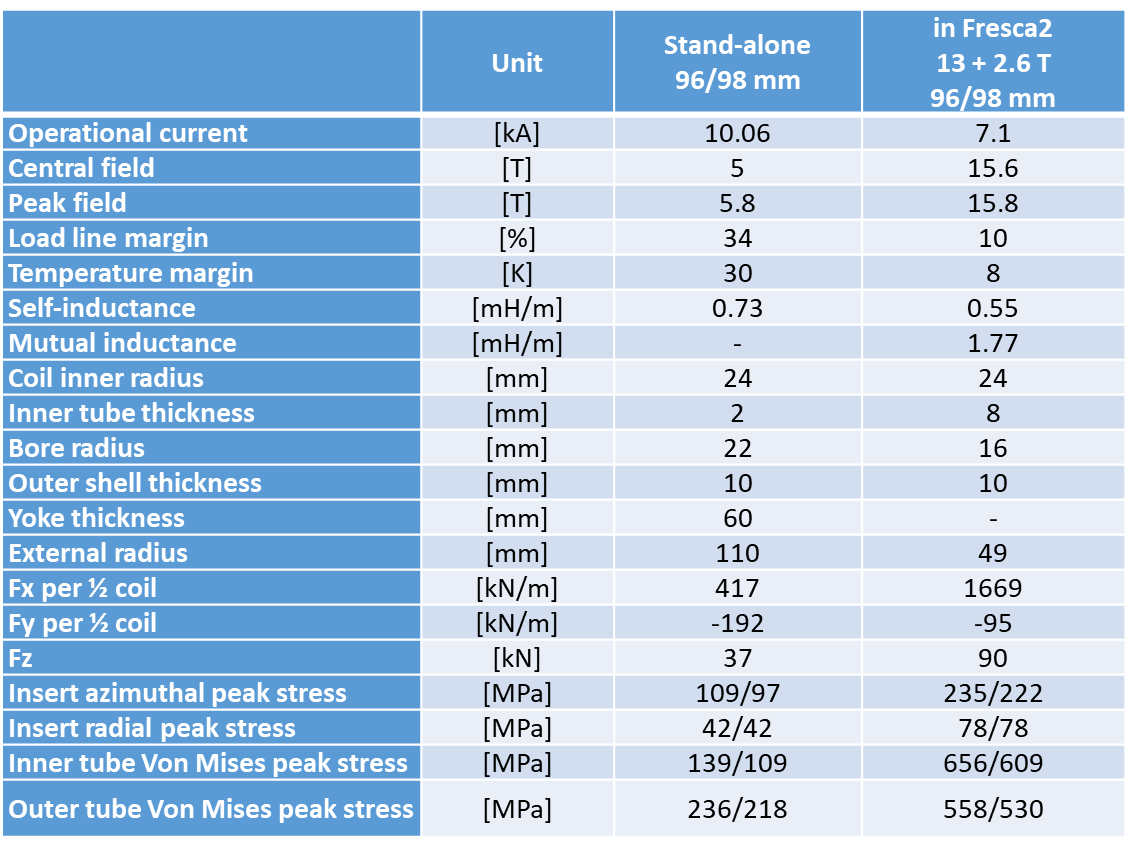 Unit Stand-alone 96/98 mm in Fresca2 13 + 2.6 T 96/98 mm
Operational current [kA] 10.06 7.1
Central field [T] 5 15.6
Peak field [T] 5.8 15.8
Load line margin [%] 34 10
Temperature margin [K] 30 8
Self-inductance [mH/m] 0.73 0.55
Mutual inductance [mH/m] - 1.77
Coil inner radius [mm] 24 24
Inner tube thickness [mm] 2 8
Bore radius [mm] 22 16
Outer shell thickness [mm] 10 10
Yoke thickness [mm] 60 -
External radius [mm] 110 49
Fx per ½ coil [kN/m] 417 1669
Fy per ½ coil [kN/m] -192 -95
Fz [kN] 37 90
Insert azimuthal peak stress [MPa] 109/97 235/222
Insert radial peak stress [MPa] 42/42 78/78
Inner tube Von Mises peak stress [MPa] 139/109 656/609
Outer tube Von Mises peak stress [MPa] 236/218 558/530